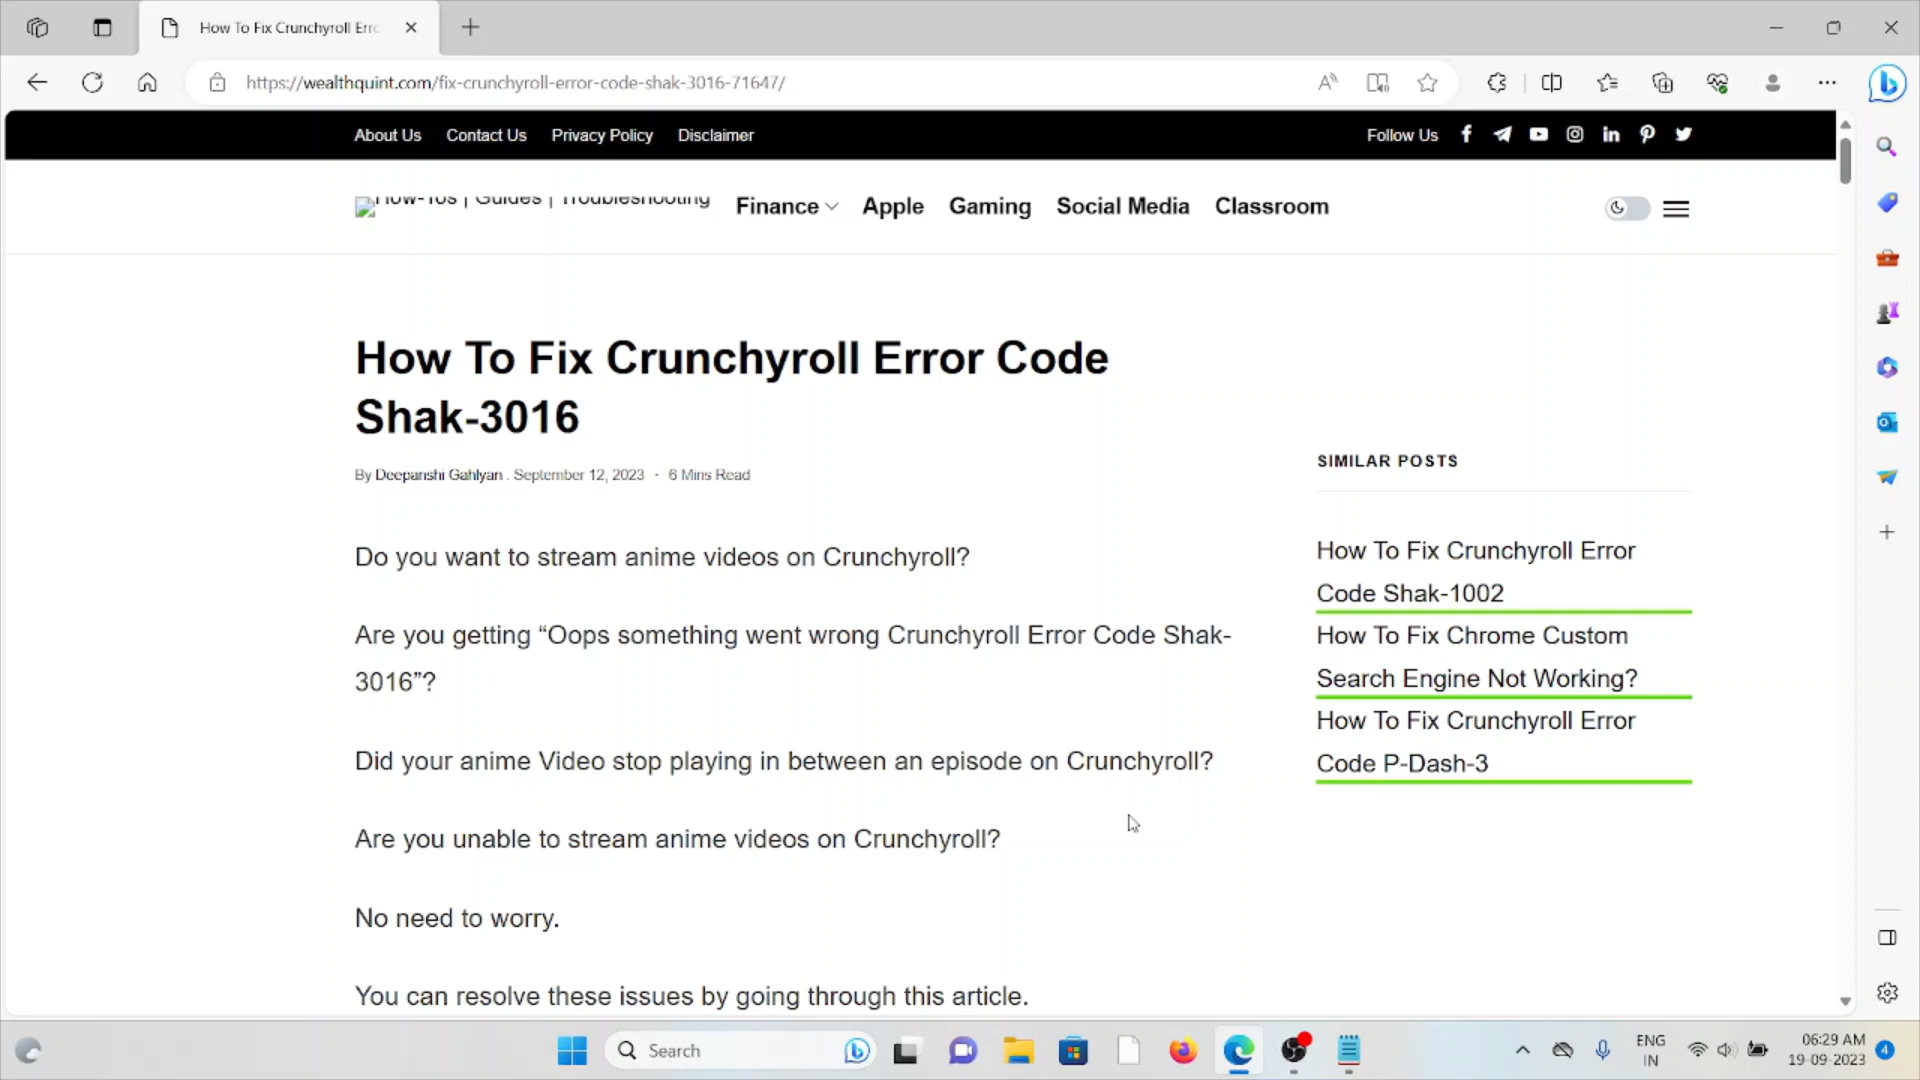 How To Fix Crunchyroll Erro
https://wealthquint.com/fix-crunchyroll-error-code-shak-3016-71647/
About Us Contact Us Privacy Policy Disclaimer Follow Us
How-Tos | Guides | Troubleshooting Finance Apple Gaming Social Media Classroom
How To Fix Crunchyroll Error Code
Shak-3016
By Deepanshi Gahlyan . September 12, 2023 · 6 Mins Read
Do you want to stream anime videos on Crunchyroll?
Are you getting “Oops something went wrong Crunchyroll Error Code Shak-
3016”?
Did your anime Video stop playing in between an episode on Crunchyroll?
Are you unable to stream anime videos on Crunchyroll?
No need to worry.
You can resolve these issues by going through this article.
SIMILAR POSTS
How To Fix Crunchyroll Error
Code Shak-1002
How To Fix Chrome Custom
Search Engine Not Working?
How To Fix Crunchyroll Error
Code P-Dash-3
Search
ENG
IN
06:29 AM
19-09-2023
4